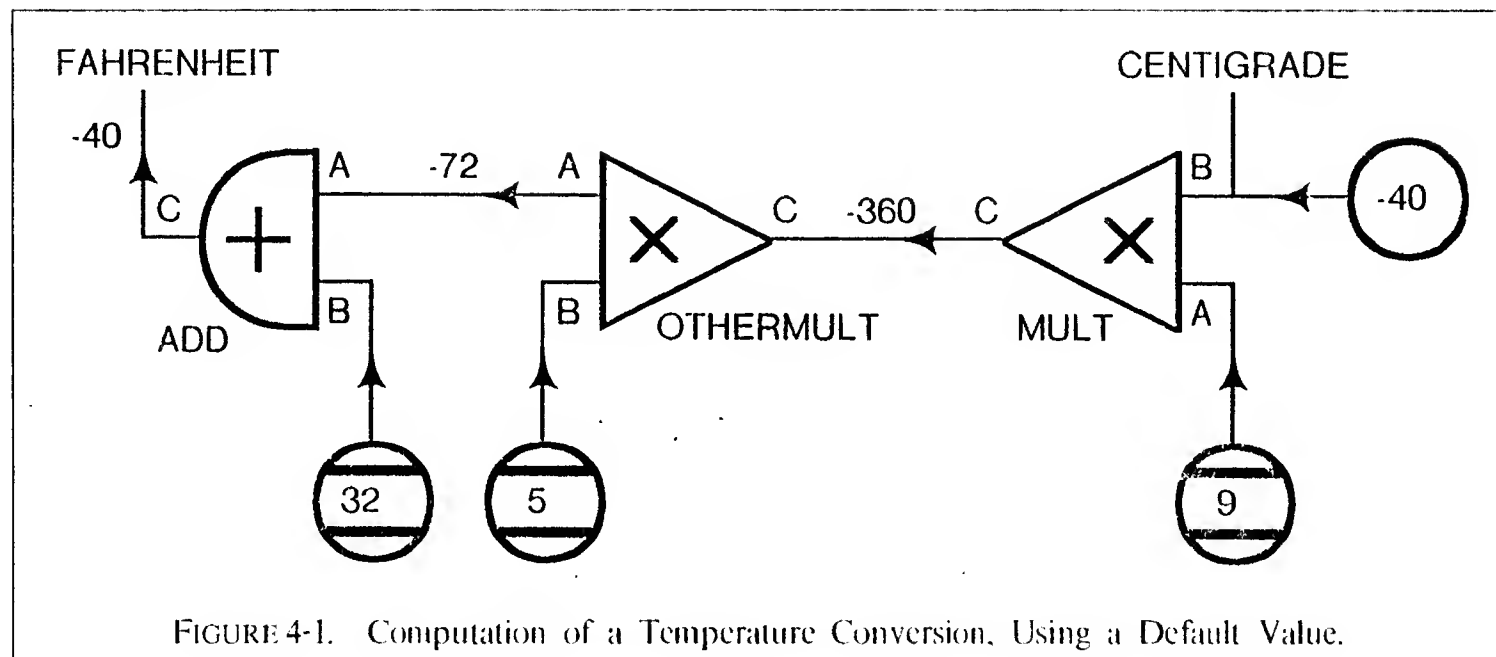 FAHRENHEIT
CENTIGRADE
-40
A
-72
A
B
C
C
-360
C
-40
B
B
A
ADD
OTHERMULT
MULT
32
5
9
FIGURE 4-1. Computation of a Temperature Conversion, Using a Default Value.